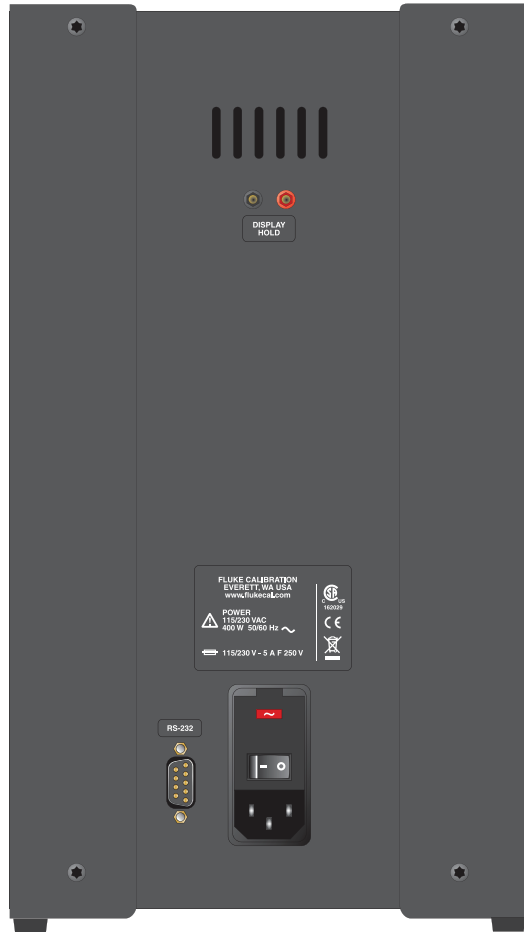 DISPLAY
HOLD
FLUKE CALIBRATION
EVERETT, WA USA
www.flukecal.com
POWER
115/230 VAC
400 W 50/60 Hz
115/230 V – 5 A F 250 V
C US
162029
CE
RS-232